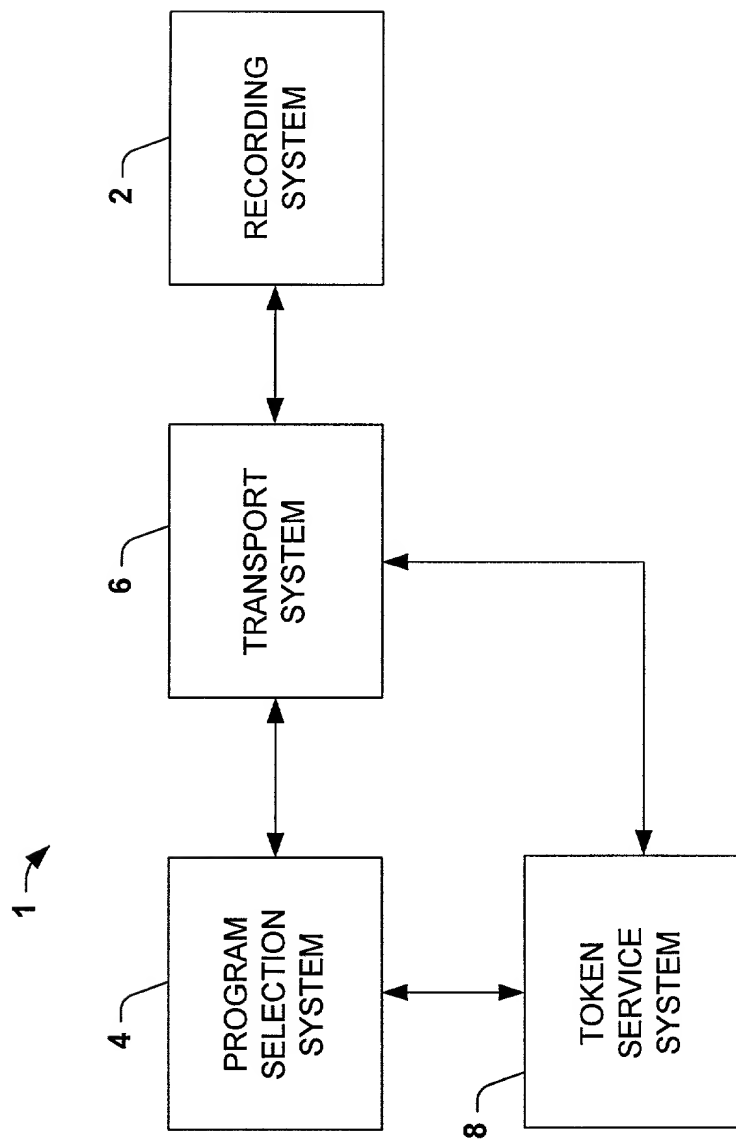 1
4
PROGRAM
SELECTION
SYSTEM
6
TRANSPORT
SYSTEM
2
RECORDING
SYSTEM
8
TOKEN
SERVICE
SYSTEM